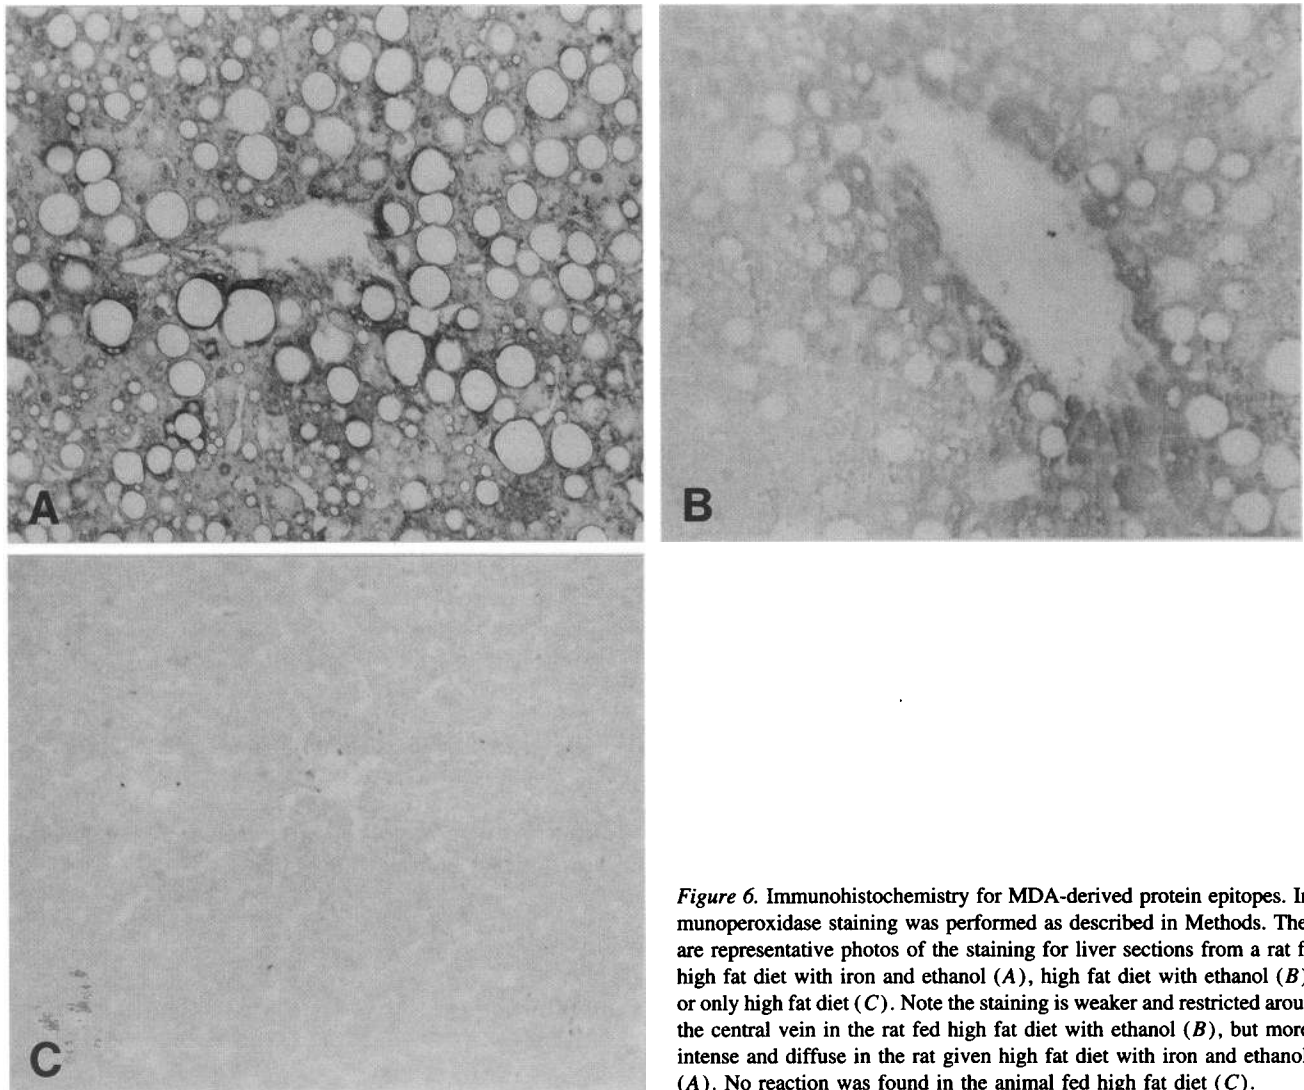 A
B
C
Figure 6. Immunohistochemistry for MDA-derived protein epitopes. I
munoperoxidase staining was performed as described in Methods. The
are representative photos of the staining for liver sections from a rat f
high fat diet with iron and ethanol (A), high fat diet with ethanol (B)
or only high fat diet (C). Note the staining is weaker and restricted arou
the central vein in the rat fed high fat diet with ethanol (B), but more
intense and diffuse in the rat given high fat diet with iron and ethanol
(A). No reaction was found in the animal fed high fat diet (C).